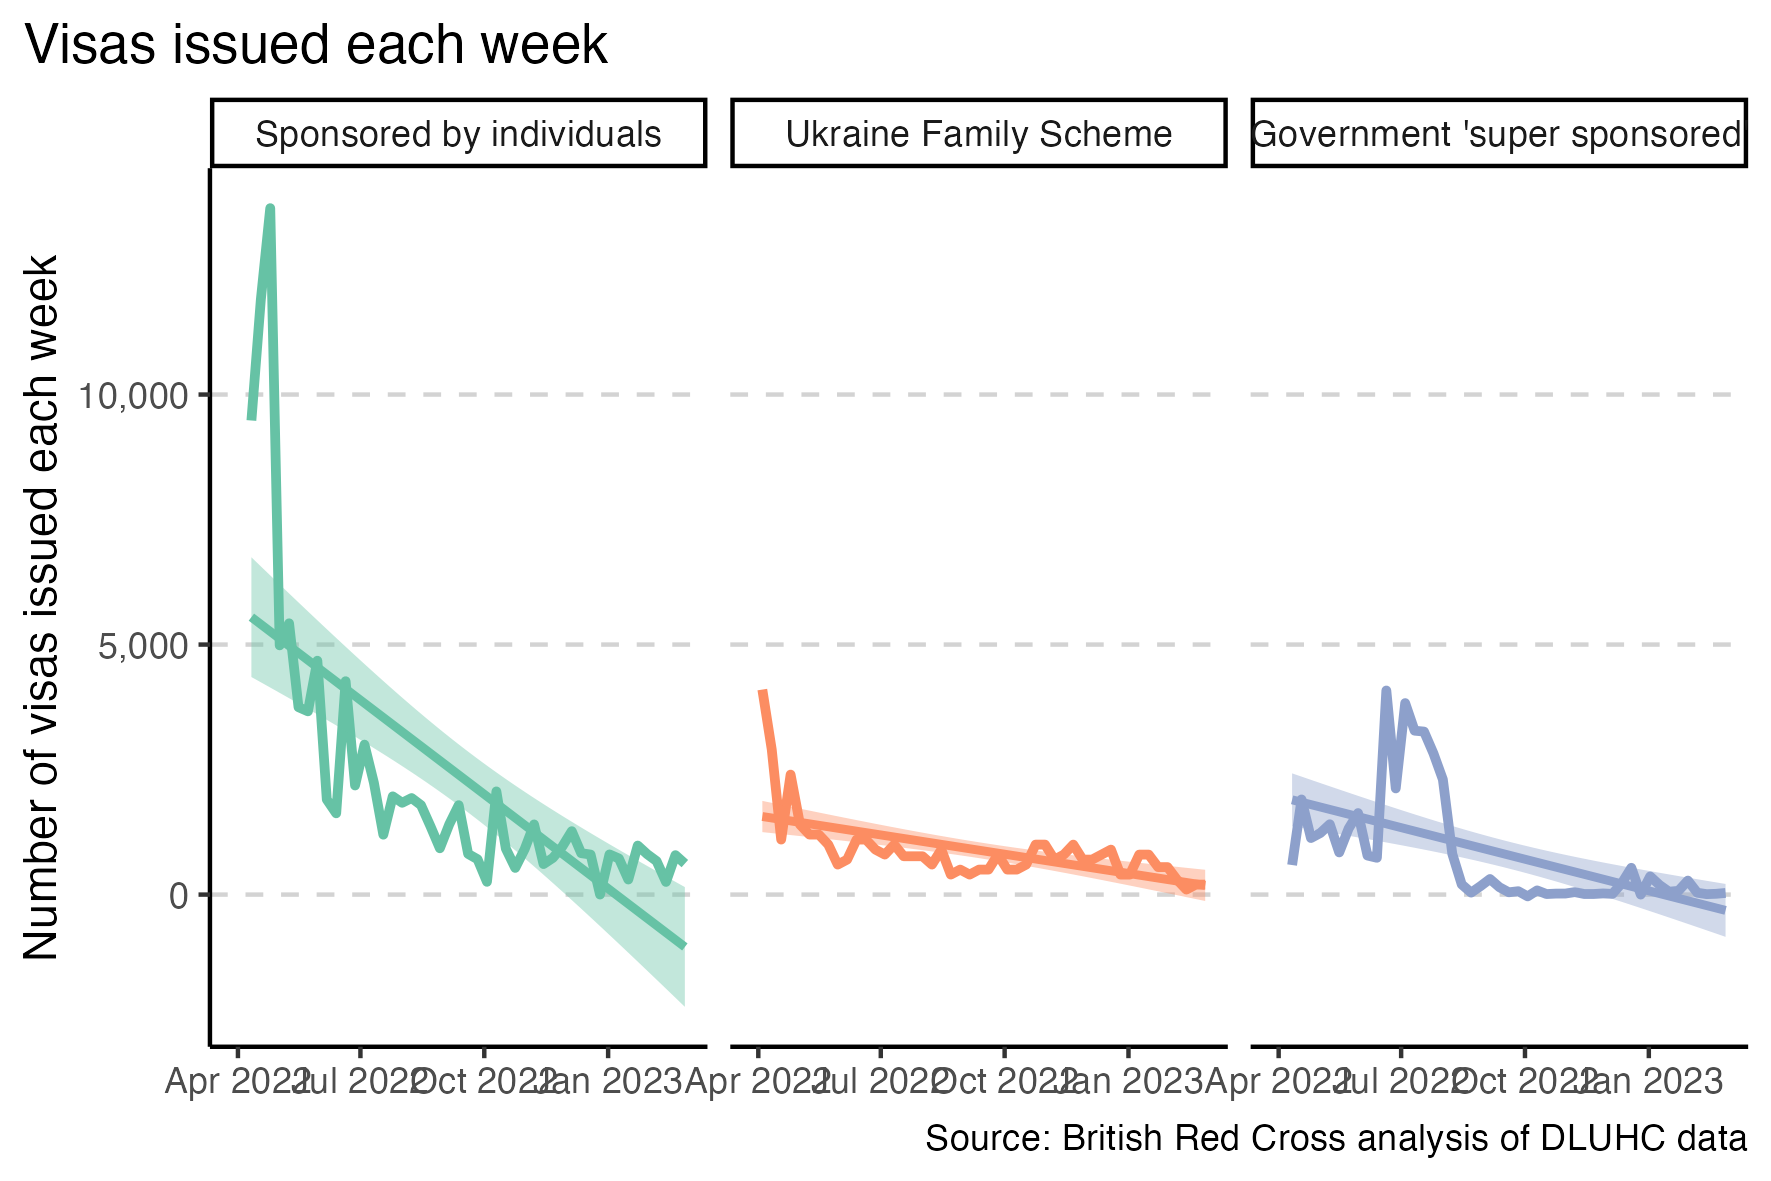 Visas issued each week
Sponsored by individuals
Ukraine Family Scheme
Government 'super sponsored
Number of visas issued each week
10,000
5,000
0
Apr 2022 Jul 2022 Oct 2022 Jan 2023 Apr 2022 Jul 2022 Oct 2022 Jan 2023 Apr 2022 Jul 2022 Oct 2022 Jan 2023
Source: British Red Cross analysis of DLUHC data